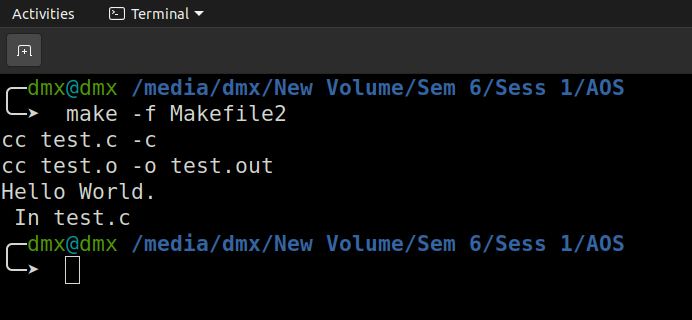 Activities Terminal
dmx@dmx /media/dmx/New Volume/Sem 6/Sess 1/AOS
make -f Makefile2
cc test.c -c
cc test.o -o test.out
Hello World.
 In test.c
dmx@dmx /media/dmx/New Volume/Sem 6/Sess 1/AOS